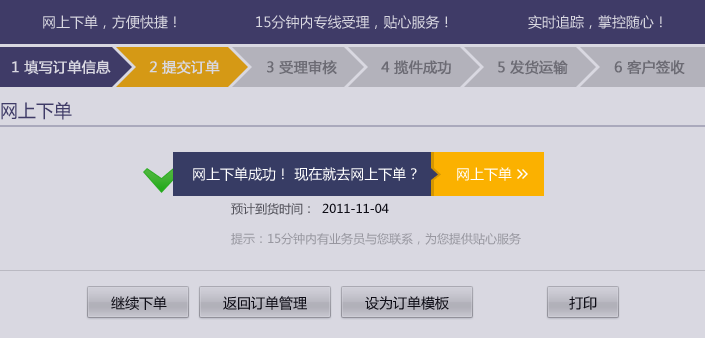 网上下单，方便快捷！ 15分钟内专线受理，贴心服务！ 实时追踪，掌控随心！
1 填写订单信息 2 提交订单 3 受理审核 4 揽件成功 5 发货运输 6 客户签收
网上下单
网上下单成功！ 现在就去网上下单？ 网上下单 »
预计到货时间： 2011-11-04
提示：15分钟内有业务员与您联系，为您提供贴心服务
继续下单 返回订单管理 设为订单模板 打印